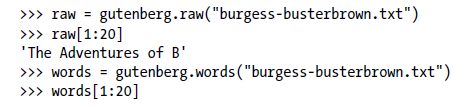 >>> raw = gutenberg.raw("burgess-busterbrown.txt")
>>> raw[1:20]
'The Adventures of B'
>>> words = gutenberg.words("burgess-busterbrown.txt")
>>> words[1:20]